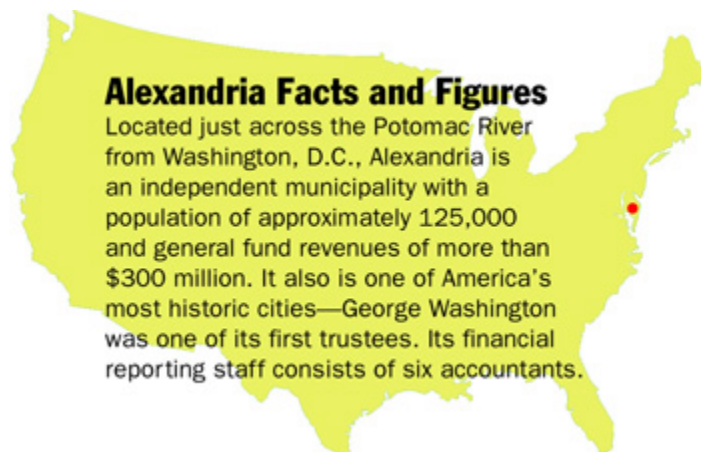 Alexandria Facts and Figures
Located just across the Potomac River
from Washington, D.C., Alexandria is
an independent municipality with a
population of approximately 125,000
and general fund revenues of more than
$300 million. It also is one of America’s
most historic cities—George Washington
was one of its first trustees. Its financial
reporting staff consists of six accountants.